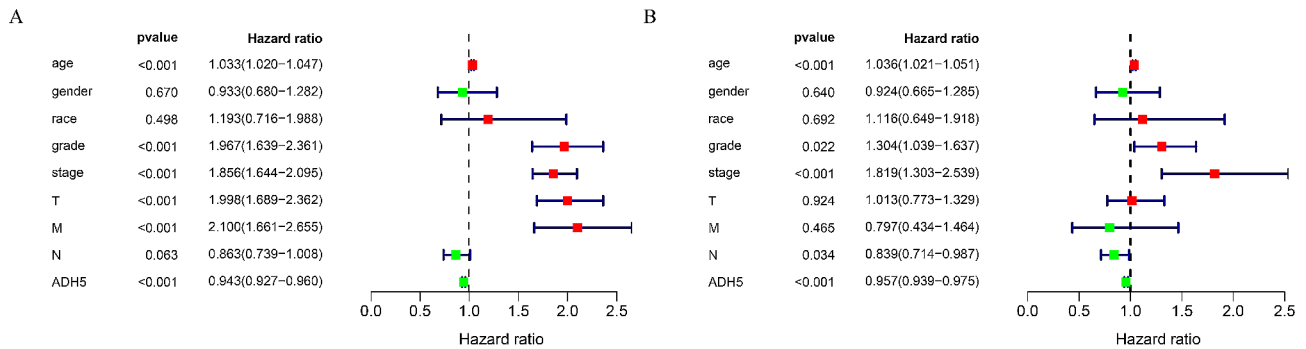 A
pvalue Hazard ratio
age <0.001 1.033(1.020−1.047)
gender 0.670 0.933(0.680−1.282)
race 0.498 1.193(0.716−1.988)
grade <0.001 1.967(1.639−2.361)
stage <0.001 1.856(1.644−2.095)
T <0.001 1.998(1.689−2.362)
M <0.001 2.100(1.661−2.655)
N 0.063 0.863(0.739−1.008)
ADH5 <0.001 0.943(0.927−0.960)
0.0 0.5 1.0 1.5 2.0 2.5
Hazard ratio
B
pvalue Hazard ratio
age <0.001 1.036(1.021−1.051)
gender 0.640 0.924(0.665−1.285)
race 0.692 1.116(0.649−1.918)
grade 0.022 1.304(1.039−1.637)
stage <0.001 1.819(1.303−2.539)
T 0.924 1.013(0.773−1.329)
M 0.465 0.797(0.434−1.464)
N 0.034 0.839(0.714−0.987)
ADH5 <0.001 0.957(0.939−0.975)
0.0 0.5 1.0 1.5 2.0 2.5
Hazard ratio